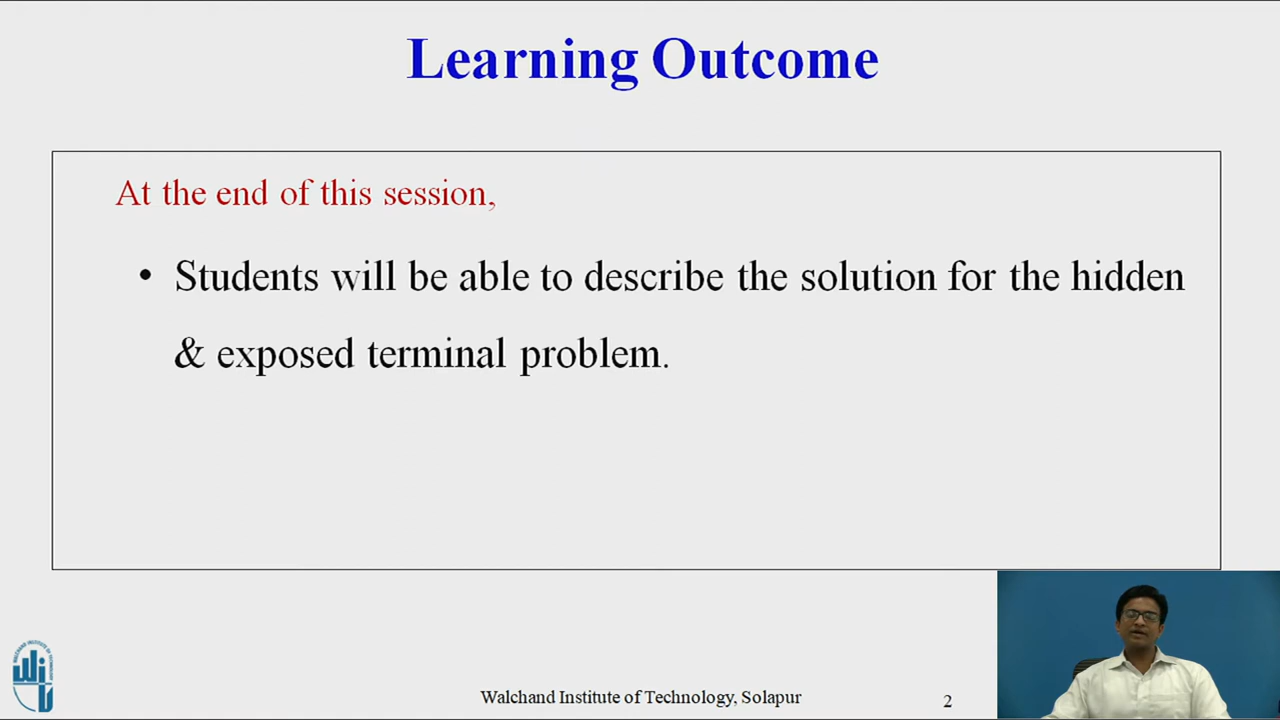 Learning Outcome
At the end of this session,
• Students will be able to describe the solution for the hidden
& exposed terminal problem.
Walchand Institute of Technology, Solapur
2